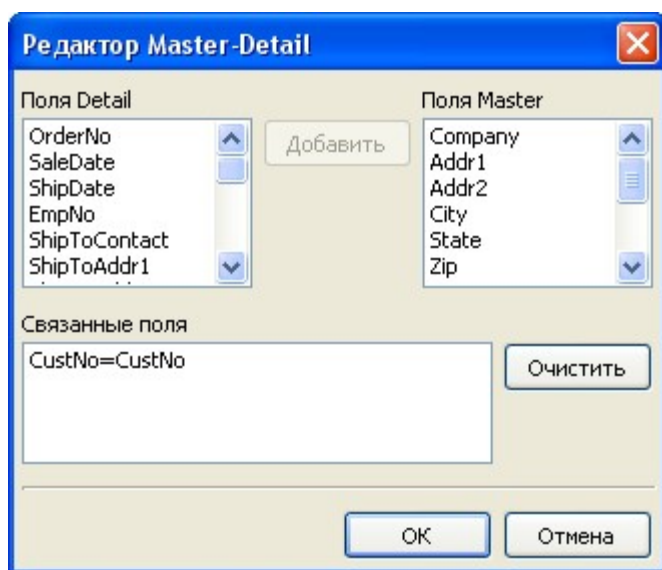 Редактор Master-Detail
Поля Detail
Поля Master
OrderNo
SaleDate
ShipDate
EmpNo
ShipToContact
ShipToAddr1
Добавить
Company
Addr1
Addr2
City
State
Zip
Связанные поля
CustNo=CustNo
Очистить
ОК
Отмена